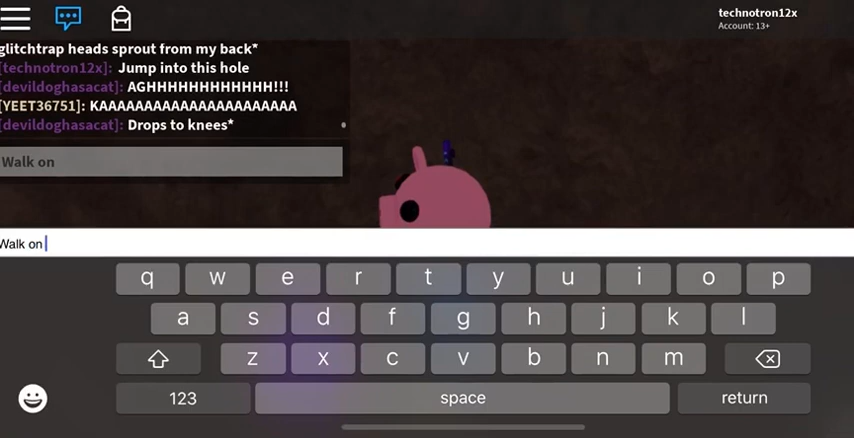 technotron12x
Account: 13+
glitchtrap heads sprout from my back*
[technotron12x]: Jump into this hole
[devildoghasacat]: AGHHHHHHHHHHHH!!!
[YEET36751]: KAAAAAAAAAAAAAAAAAAAAAA
[devildoghasacat]: Drops to knees*
Walk on
Walk on
q w e r t y u i o p
a s d f g h j k l
z x c v b n m
123 space return